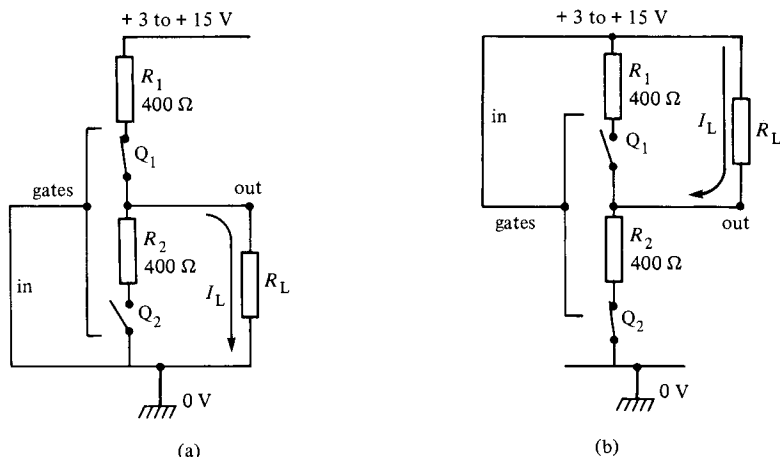 + 3 to + 15 V
R1
400 Ω
Q1
gates
out
R2
400 Ω
in
IL
RL
Q2
0 V
(a)
+ 3 to + 15 V
R1
400 Ω
in
IL
RL
Q1
gates
out
R2
400 Ω
Q2
0 V
(b)